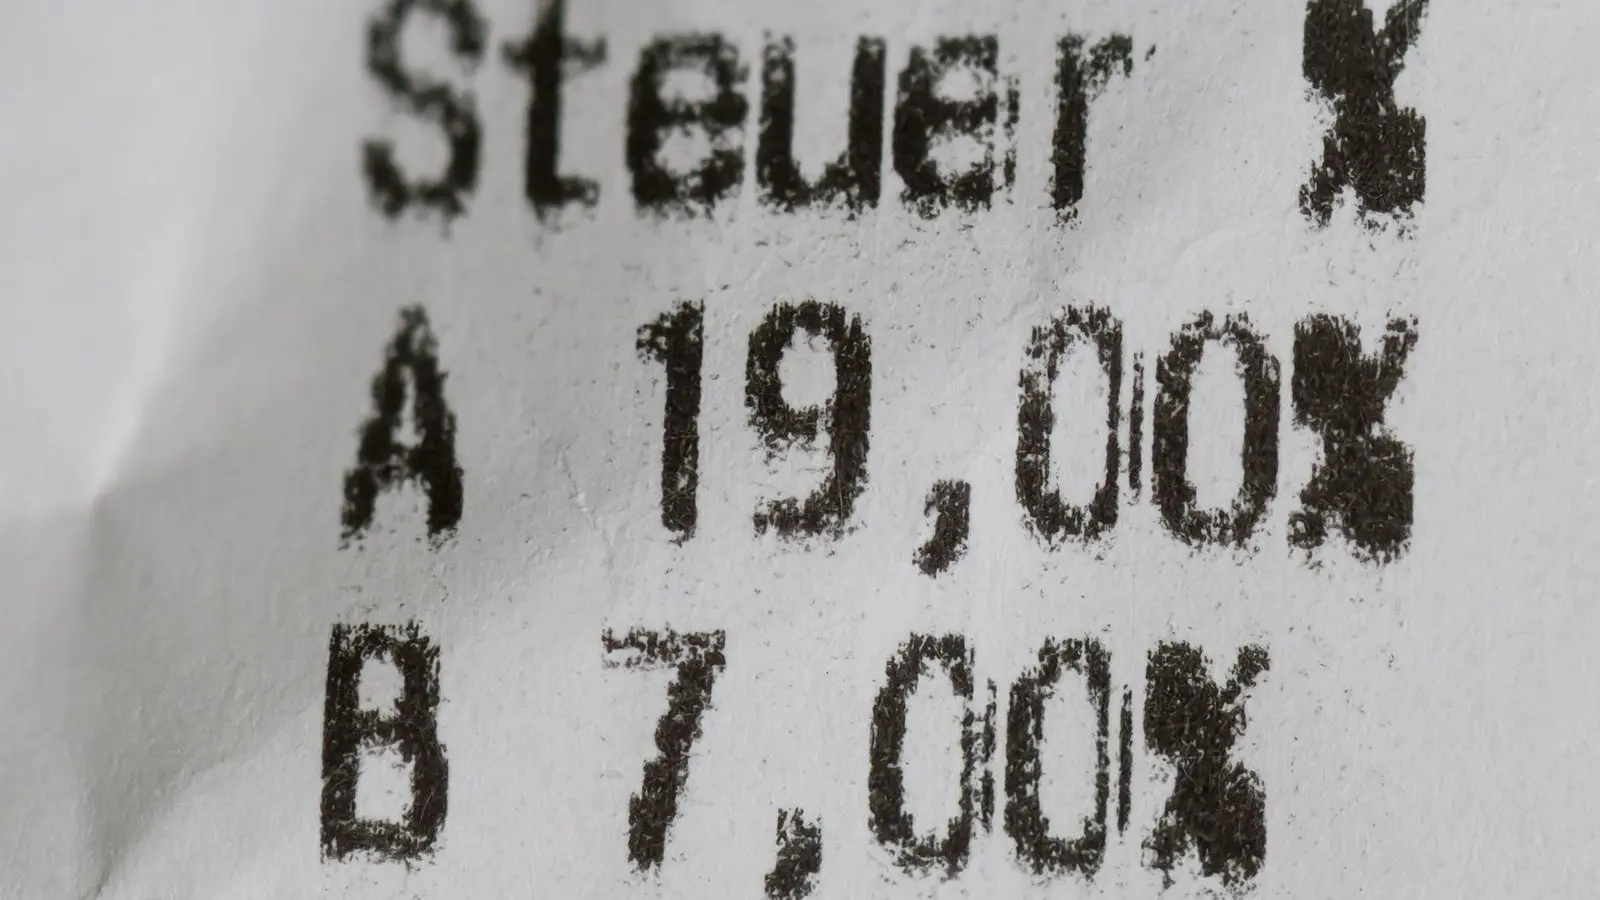 Steuer %
A 19,00%
B 7,00%